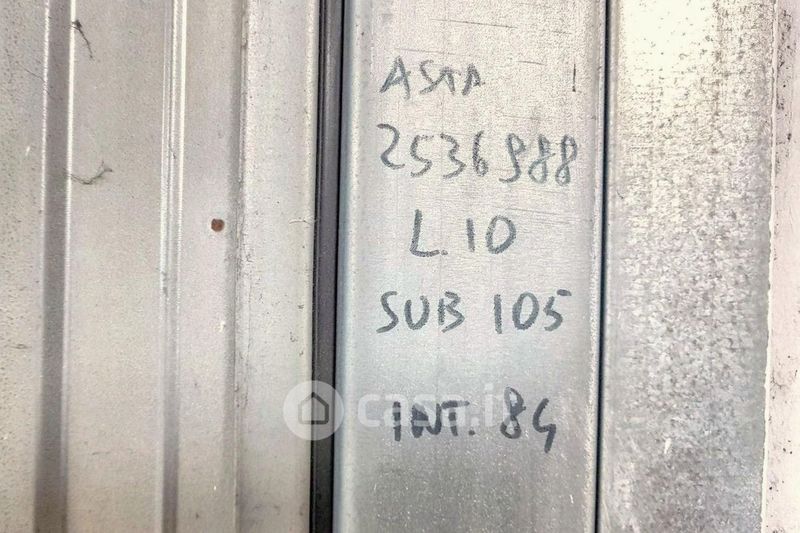 ASTA
2536988
L.10
SUB 105
casa.it
INT. 84